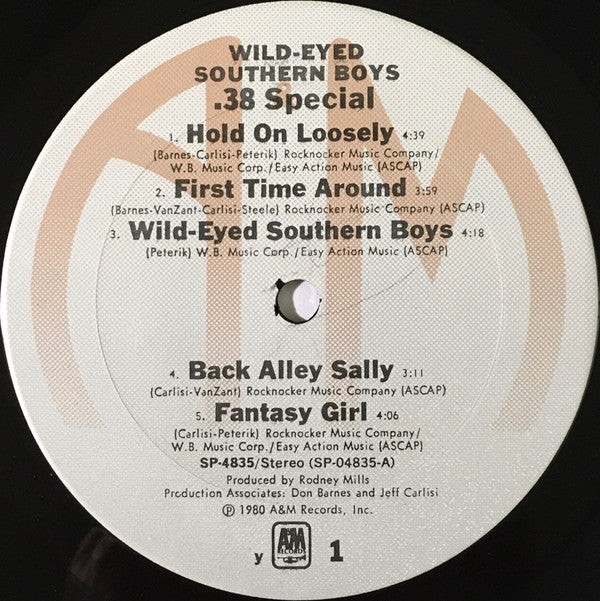 WILD-EYED
SOUTHERN BOYS
.38 Special
1. Hold On Loosely 4:39
(Barnes-Carlisi-Peterik) Rocknocker Music Company/
W.B. Music Corp./Easy Action Music (ASCAP)
2. First Time Around 3:59
(Barnes-VanZant-Carlisi-Steele) Rocknocker Music Company (ASCAP)
3. Wild-Eyed Southern Boys 4:18
(Peterik) W.B. Music Corp./Easy Action Music (ASCAP)
4. Back Alley Sally 3:11
(Carlisi-VanZant) Rocknocker Music Company (ASCAP)
5. Fantasy Girl 4:06
(Carlisi-Peterik) Rocknocker Music Company/
W.B. Music Corp./Easy Action Music (ASCAP)
SP-4835/Stereo (SP-04835-A)
Produced by Rodney Mills
Production Associates: Don Barnes and Jeff Carlisi
℗ 1980 A&M Records, Inc.
y A&M RECORDS 1